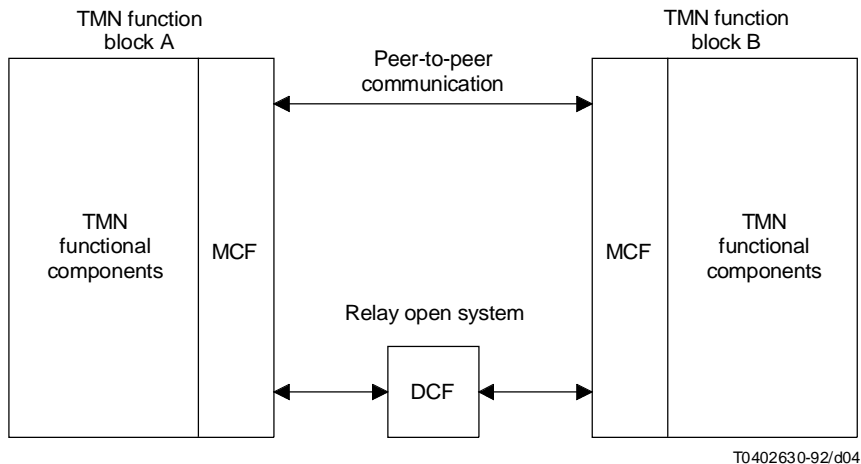 TMN function
block A
TMN function
block B
Peer-to-peer
communication
TMN
functional
components
MCF
MCF
TMN
functional
components
Relay open system
DCF
T0402630-92/d04